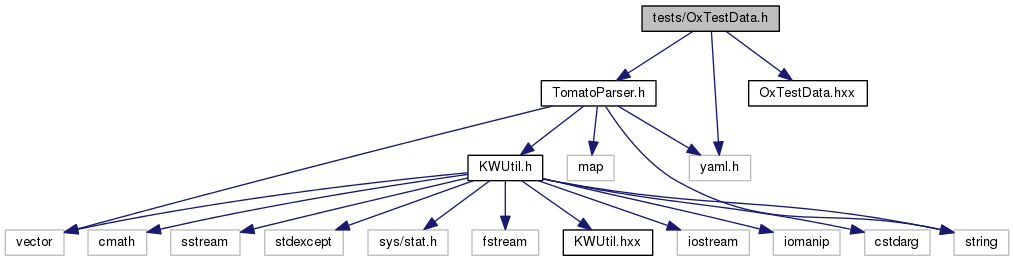 tests/OxTestData.h
TomatoParser.h
OxTestData.hxx
KWUtil.h
map
yaml.h
vector
cmath
sstream
stdexcept
sys/stat.h
fstream
KWUtil.hxx
iostream
iomanip
cstdarg
string